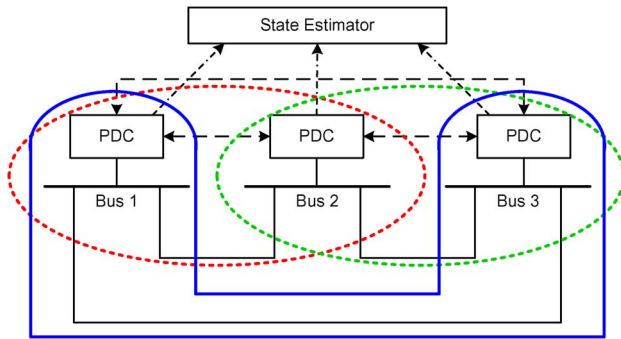 State Estimator
PDC
PDC
PDC
Bus 1
Bus 2
Bus 3